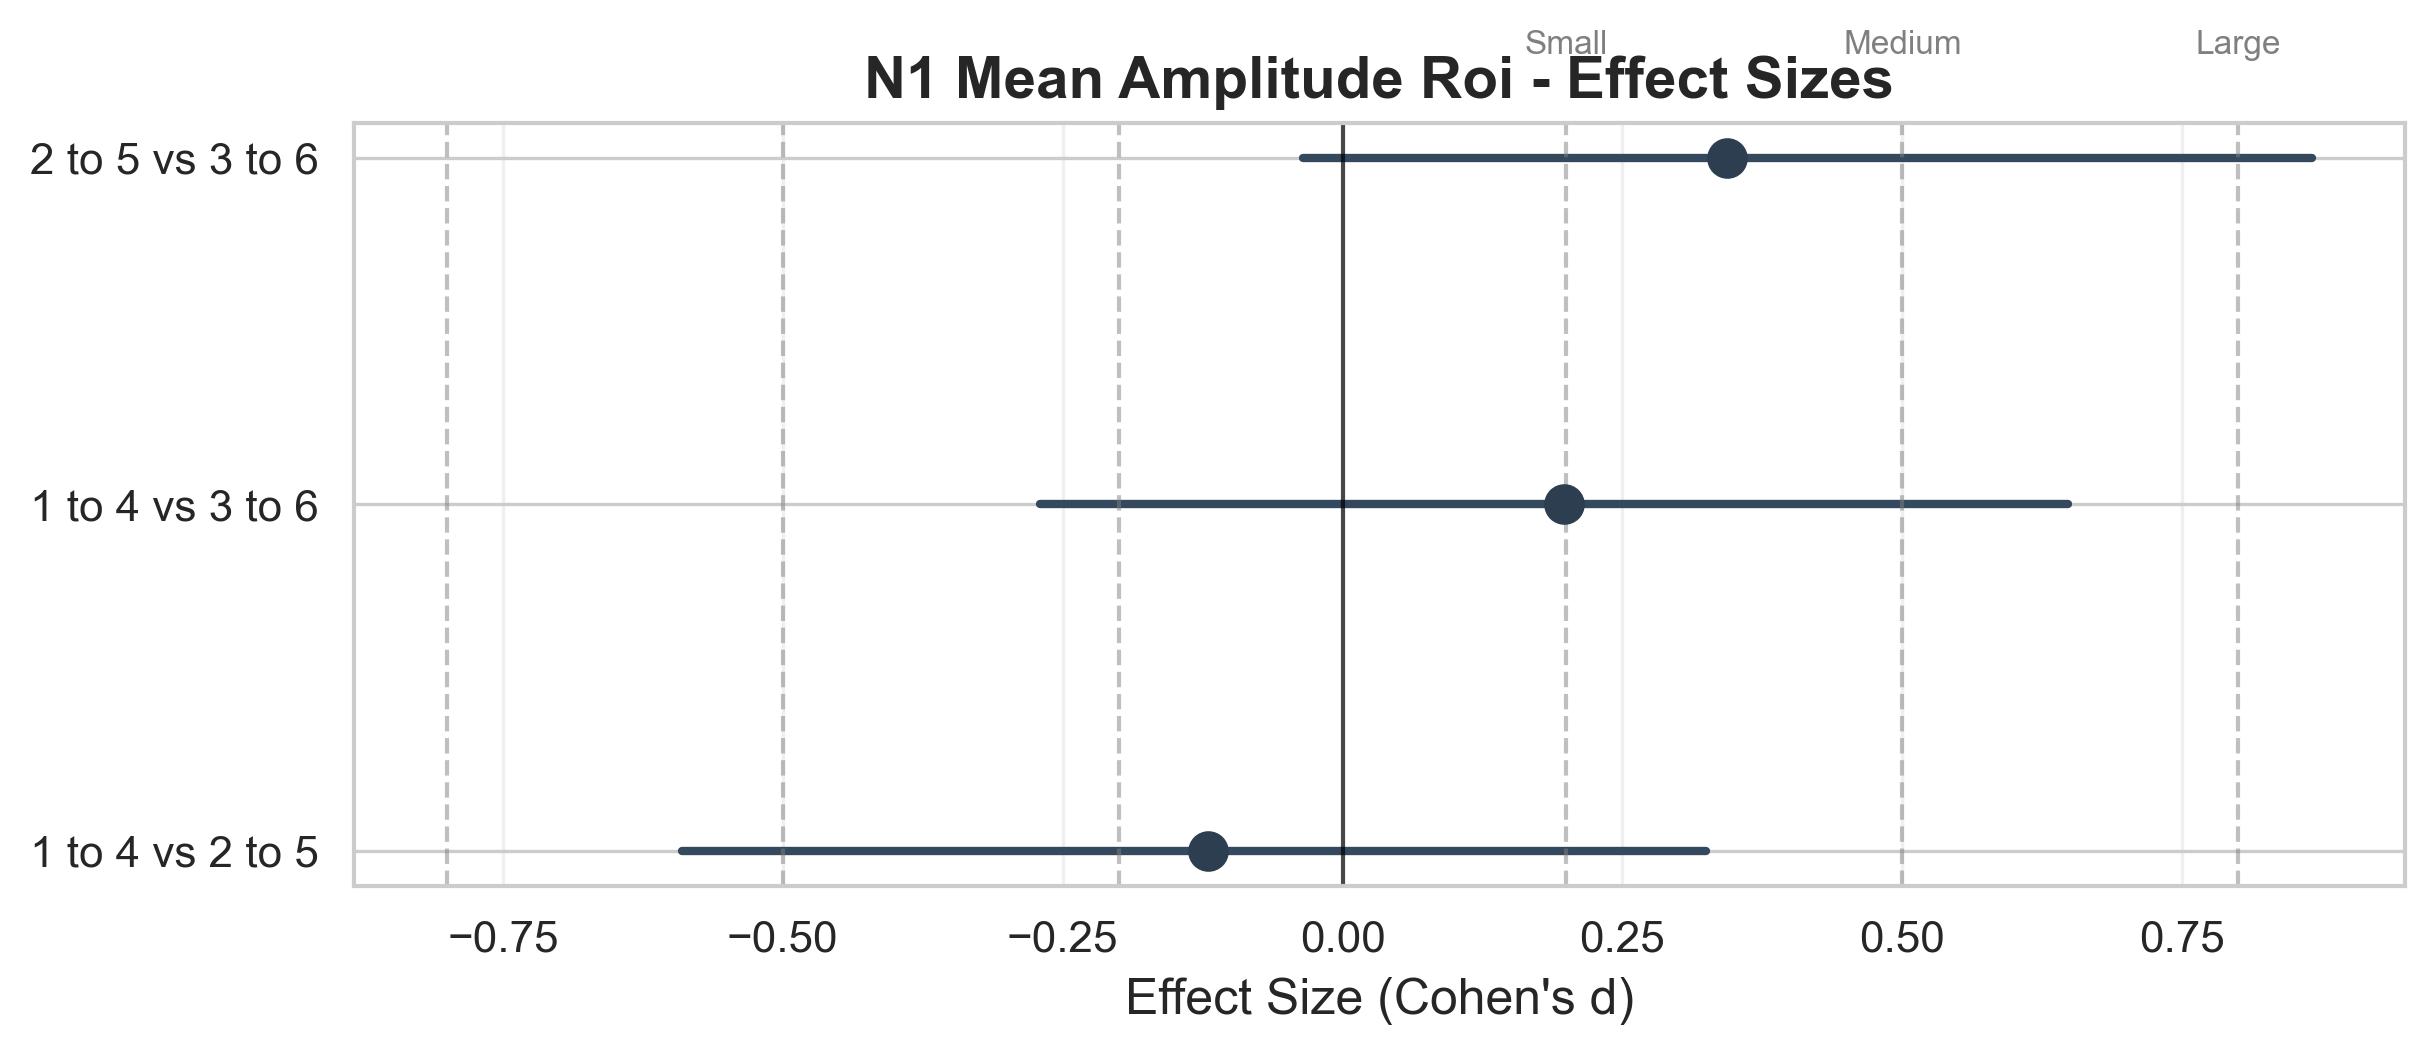 Small Medium Large
N1 Mean Amplitude Roi - Effect Sizes
2 to 5 vs 3 to 6
1 to 4 vs 3 to 6
1 to 4 vs 2 to 5
−0.75 −0.50 −0.25 0.00 0.25 0.50 0.75
Effect Size (Cohen's d)